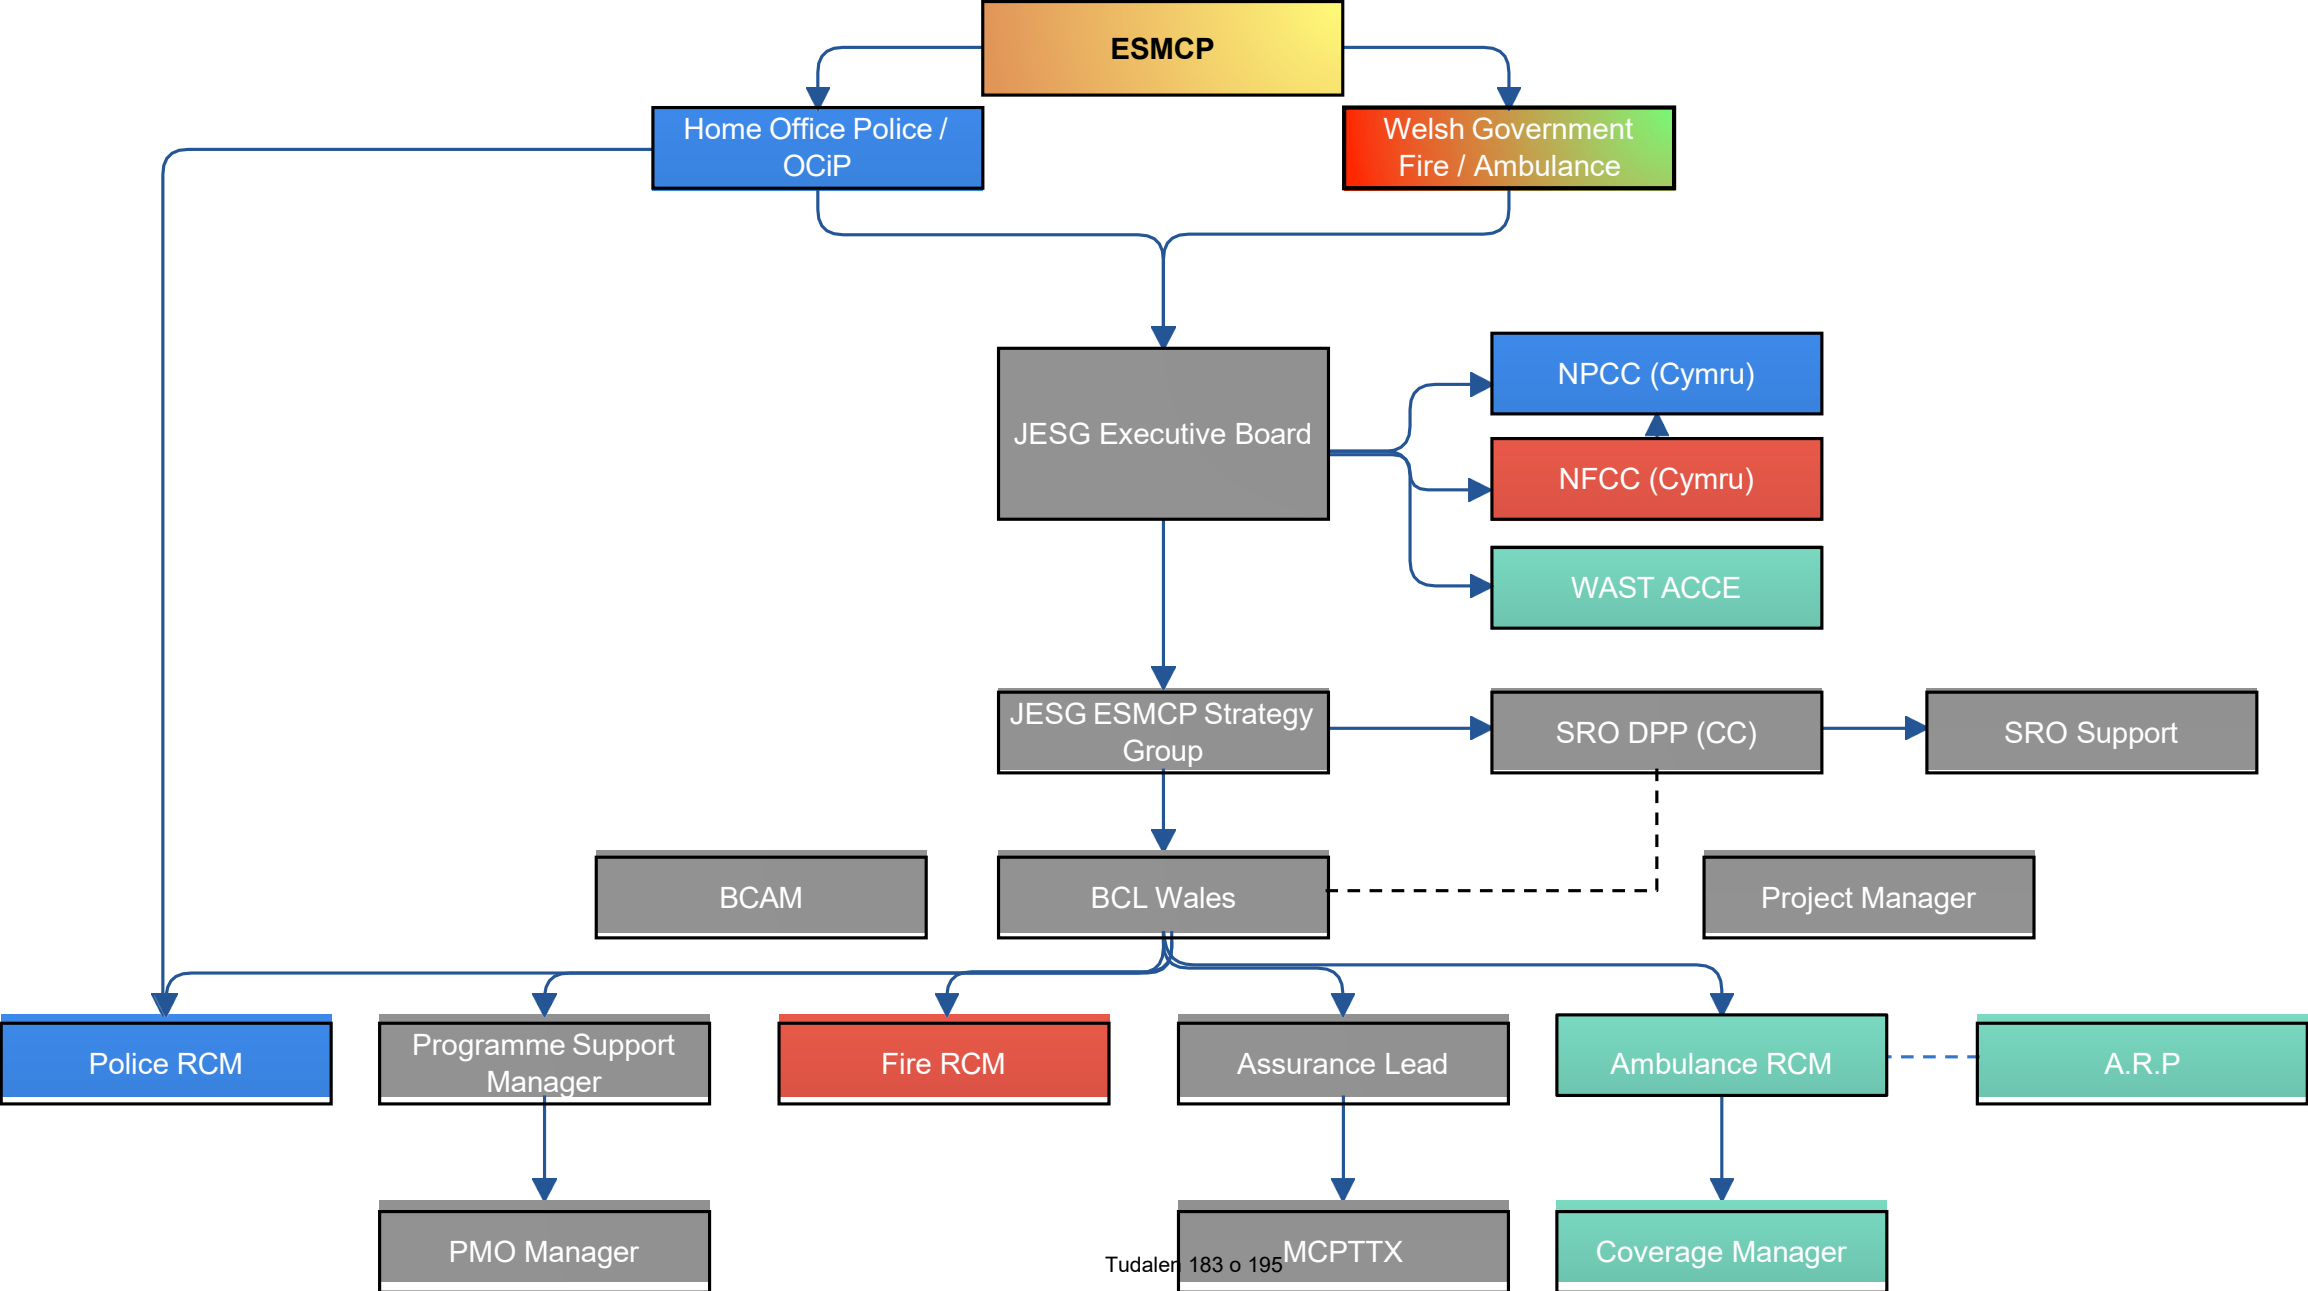 ESMCP
Home Office Police /
OCiP
Welsh Government
Fire / Ambulance
JESG Executive Board
NPCC (Cymru)
NFCC (Cymru)
WAST ACCE
JESG ESMCP Strategy
Group
SRO DPP (CC)
SRO Support
BCAM
BCL Wales
Project Manager
Police RCM
Programme Support
Manager
Fire RCM
Assurance Lead
Ambulance RCM
A.R.P
PMO Manager
MCPTTX
Coverage Manager
Tudalen 183 o 195